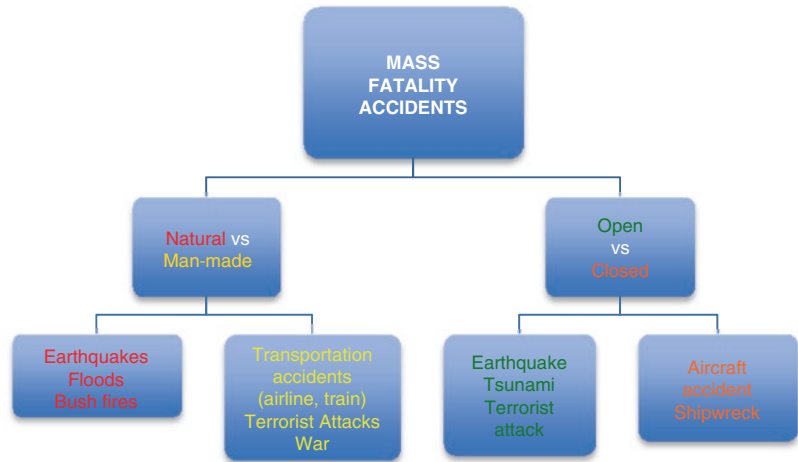 MASS
FATALITY
ACCIDENTS
Natural vs
Man-made
Open
vs
Closed
Earthquakes
Floods
Bush fires
Transportation
accidents
(airline, train)
Terrorist Attacks
War
Earthquake
Tsunami
Terrorist
attack
Aircraft
accident
Shipwreck